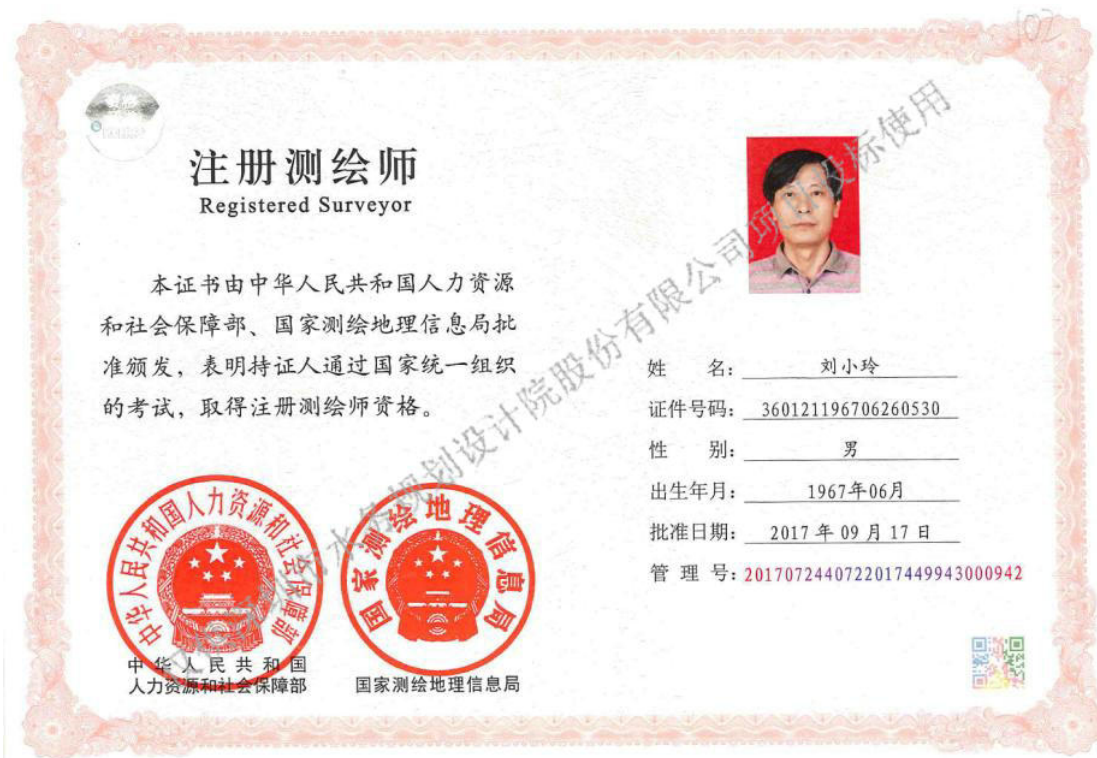 102
注册测绘师
Registered Surveyor
本证书由中华人民共和国人力资源
和社会保障部、国家测绘地理信息局批
准颁发，表明持证人通过国家统一组织
的考试，取得注册测绘师资格。
姓 名： 刘小玲
证件号码： 360121196706260530
性 别： 男
出生年月： 1967年06月
批准日期： 2017 年 09 月 17 日
管 理 号：2017072440722017449943000942
中华人民共和国人力资源和社会保障部
国家测绘地理信息局
中华人民共和国
人力资源和社会保障部
国家测绘地理信息局
水务规划设计院股份有限公司项目投标使用